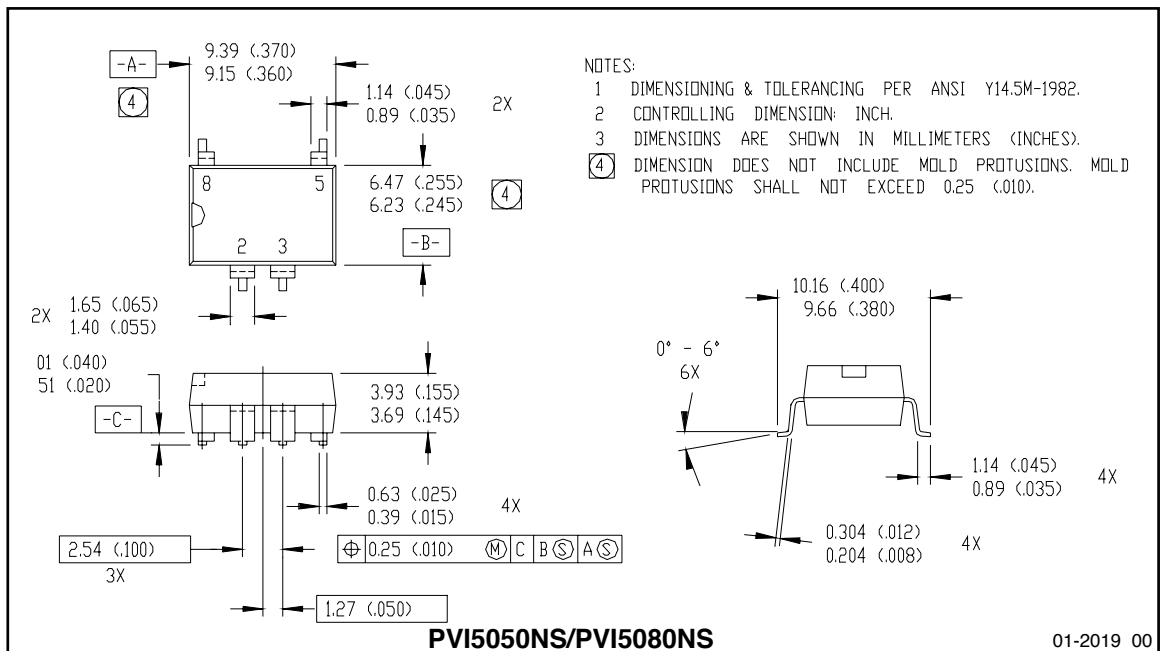 -A-
4
9.39 (.370)
9.15 (.360)
1.14 (.045)
0.89 (.035)
2X
8
5
2
3
6.47 (.255)
6.23 (.245)
4
-B-
NOTES:
1 DIMENSIONING & TOLERANCING PER ANSI Y14.5M-1982.
2 CONTROLLING DIMENSION: INCH.
3 DIMENSIONS ARE SHOWN IN MILLIMETERS (INCHES).
4 DIMENSION DOES NOT INCLUDE MOLD PROTUSIONS. MOLD
PROTUSIONS SHALL NOT EXCEED 0.25 (.010).
2X
1.65 (.065)
1.40 (.055)
01 (.040)
51 (.020)
-C-
3.93 (.155)
3.69 (.145)
0.63 (.025)
0.39 (.015)
4X
2.54 (.100)
3X
⌖ 0.25 (.010) Ⓜ C B Ⓢ A Ⓢ
1.27 (.050)
10.16 (.400)
9.66 (.380)
0° - 6°
6X
1.14 (.045)
0.89 (.035)
4X
0.304 (.012)
0.204 (.008)
4X
PVI5050NS/PVI5080NS
01-2019 00